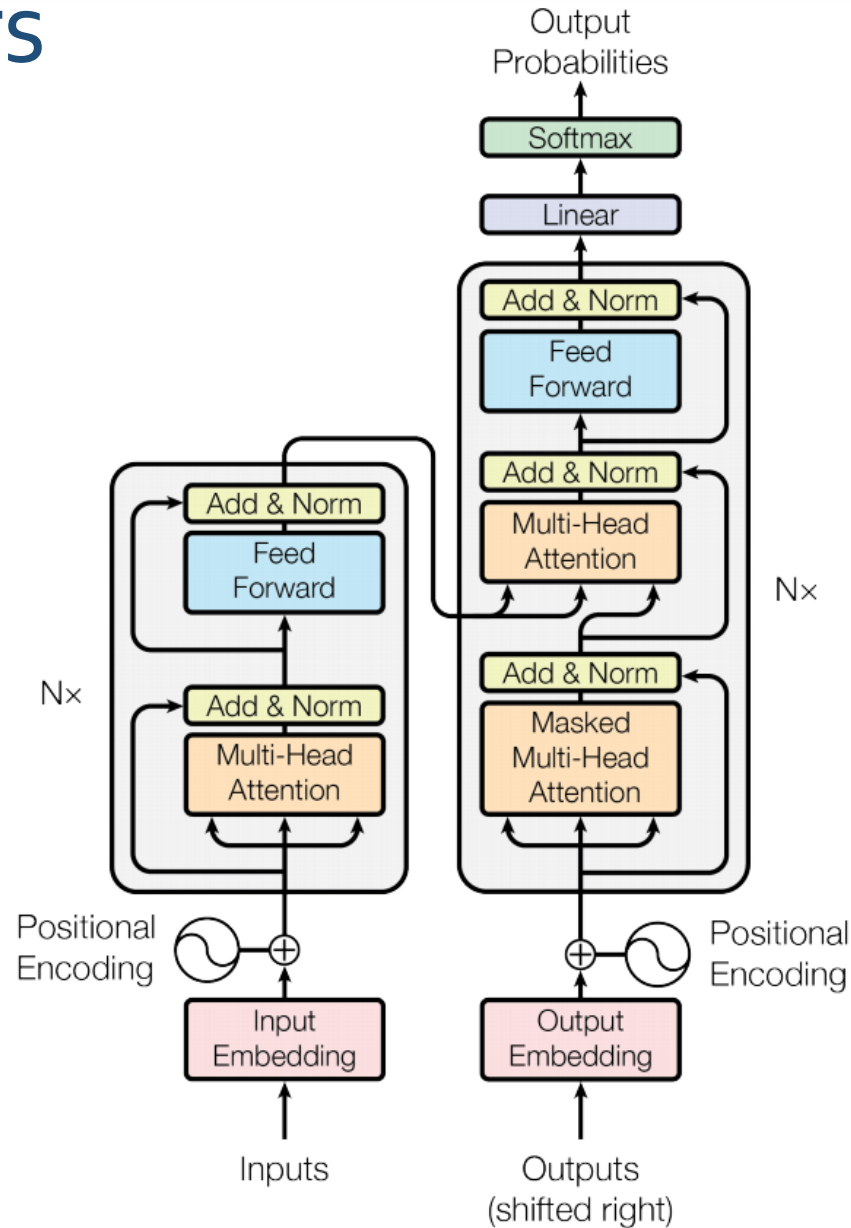 rs
Output
Probabilities
Softmax
Linear
Add & Norm
Feed
Forward
Add & Norm
Multi-Head
Attention
Nx
Add & Norm
Masked
Multi-Head
Attention
Add & Norm
Feed
Forward
Nx
Add & Norm
Multi-Head
Attention
Positional
Encoding
Positional
Encoding
Input
Embedding
Output
Embedding
Inputs
Outputs
(shifted right)